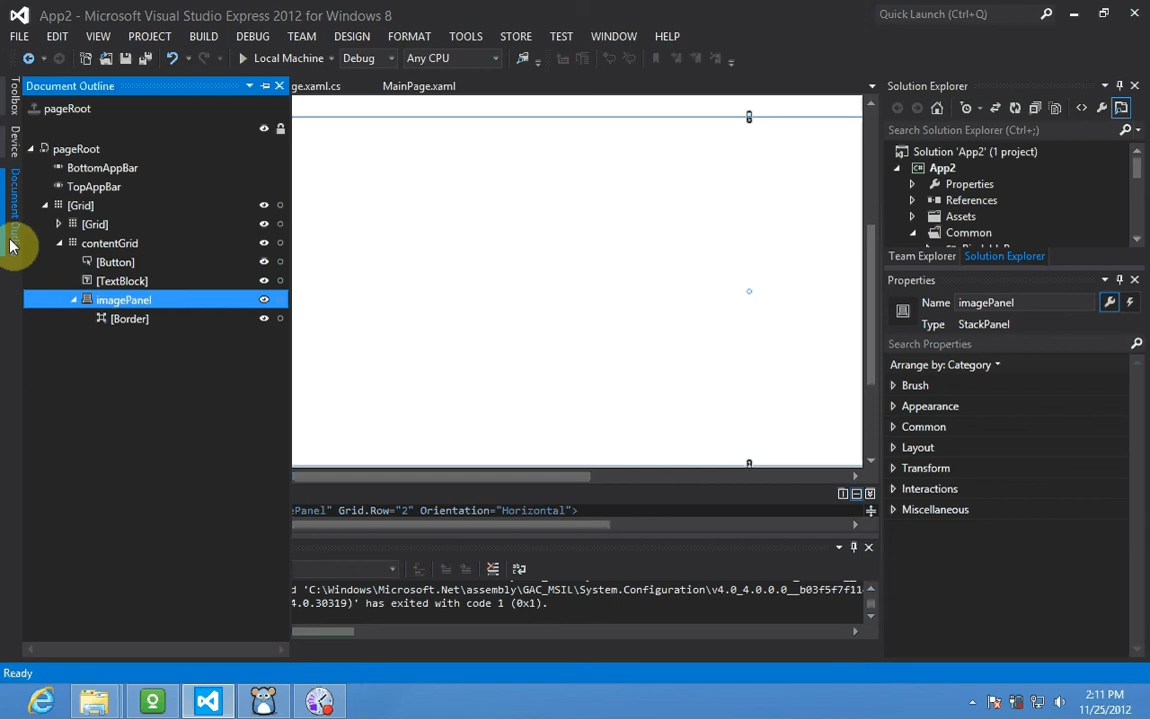 App2 - Microsoft Visual Studio Express 2012 for Windows 8
Quick Launch (Ctrl+Q)
FILE EDIT VIEW PROJECT BUILD DEBUG TEAM DESIGN FORMAT TOOLS STORE TEST WINDOW HELP
Local Machine Debug Any CPU
Toolbox
Device
Document Outline
Document Outline
pageRoot
pageRoot
BottomAppBar
TopAppBar
[Grid]
[Grid]
contentGrid
[Button]
[TextBlock]
imagePanel
[Border]
ge.xaml.cs MainPage.xaml
Panel" Grid.Row="2" Orientation="Horizontal">
d 'C:\Windows\Microsoft.Net\assembly\GAC_MSIL\System.Configuration\v4.0_4.0.0.0__b03f5f7f11
4.0.30319)' has exited with code 1 (0x1).
Solution Explorer
Search Solution Explorer (Ctrl+;)
Solution 'App2' (1 project)
App2
Properties
References
Assets
Common
Team Explorer Solution Explorer
Properties
Name imagePanel
Type StackPanel
Search Properties
Arrange by: Category
Brush
Appearance
Common
Layout
Transform
Interactions
Miscellaneous
Ready
2:11 PM
11/25/2012